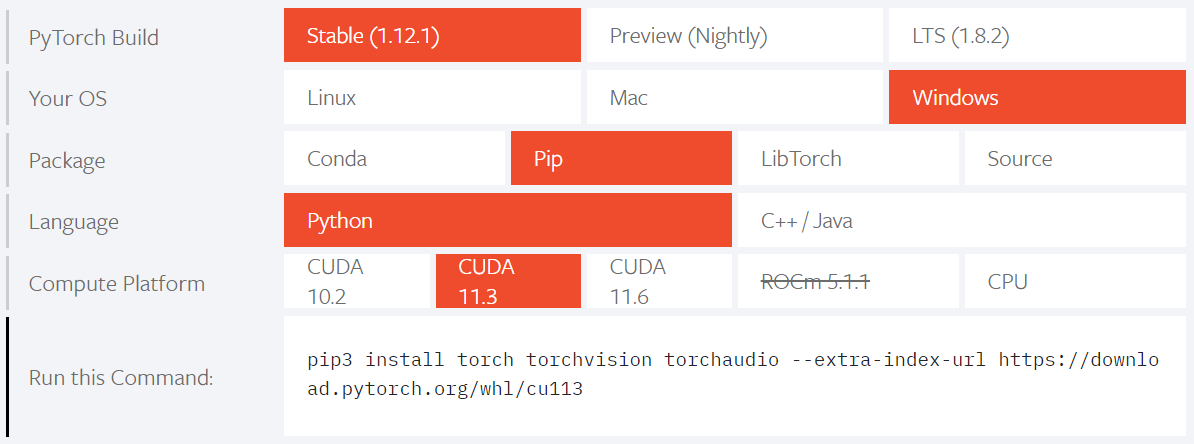 PyTorch Build Stable (1.12.1) Preview (Nightly) LTS (1.8.2)
Your OS Linux Mac Windows
Package Conda Pip LibTorch Source
Language Python C++ / Java
Compute Platform CUDA 10.2 CUDA 11.3 CUDA 11.6 ROCm 5.1.1 CPU
Run this Command: pip3 install torch torchvision torchaudio --extra-index-url https://downlo
ad.pytorch.org/whl/cu113